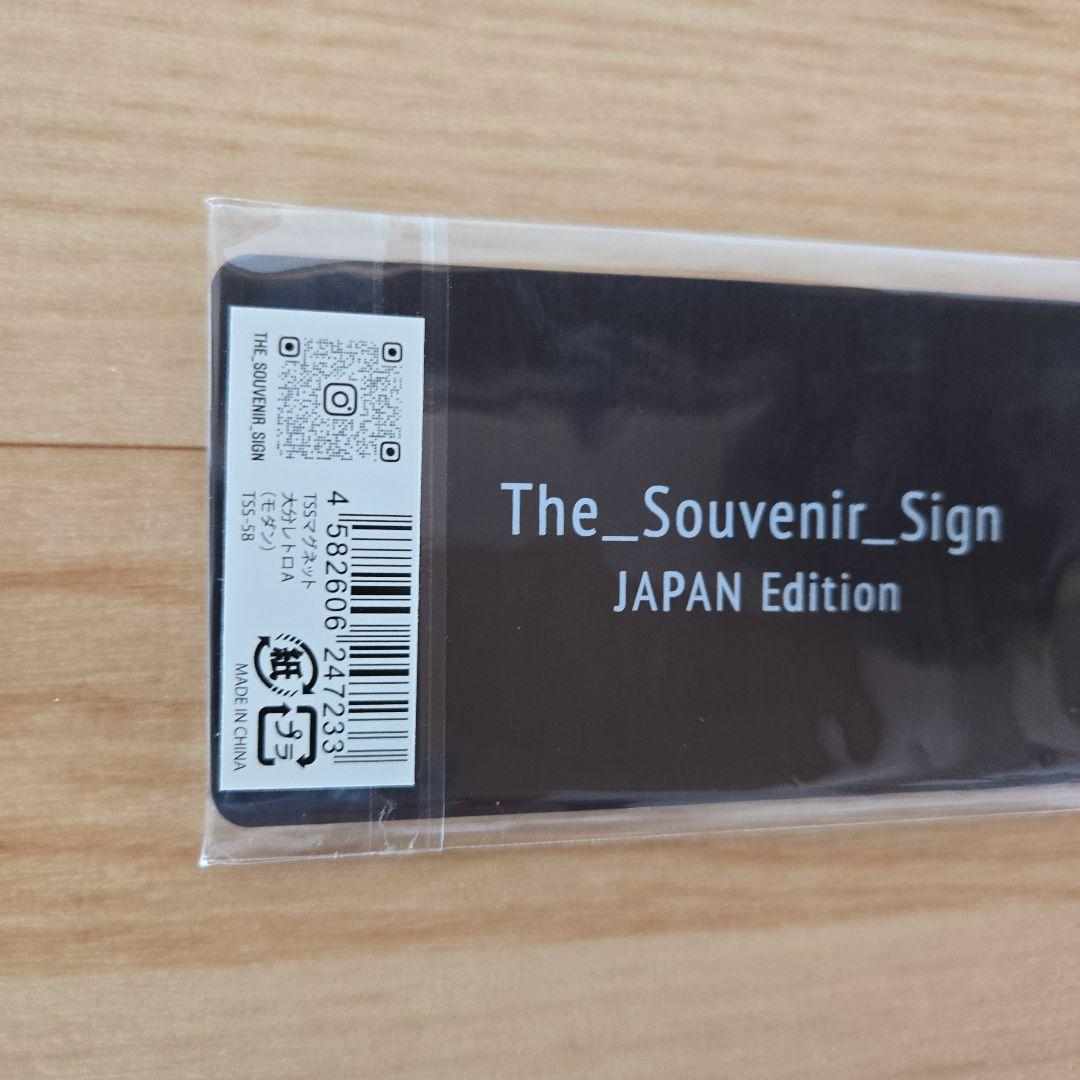 THE_SOUVENIR_SIGN
4 582606 247233
TSSマグネット
大分レトロA
(モダン)
TSS-58
紙
プラ
MADE IN CHINA
The_Souvenir_Sign
JAPAN Edition